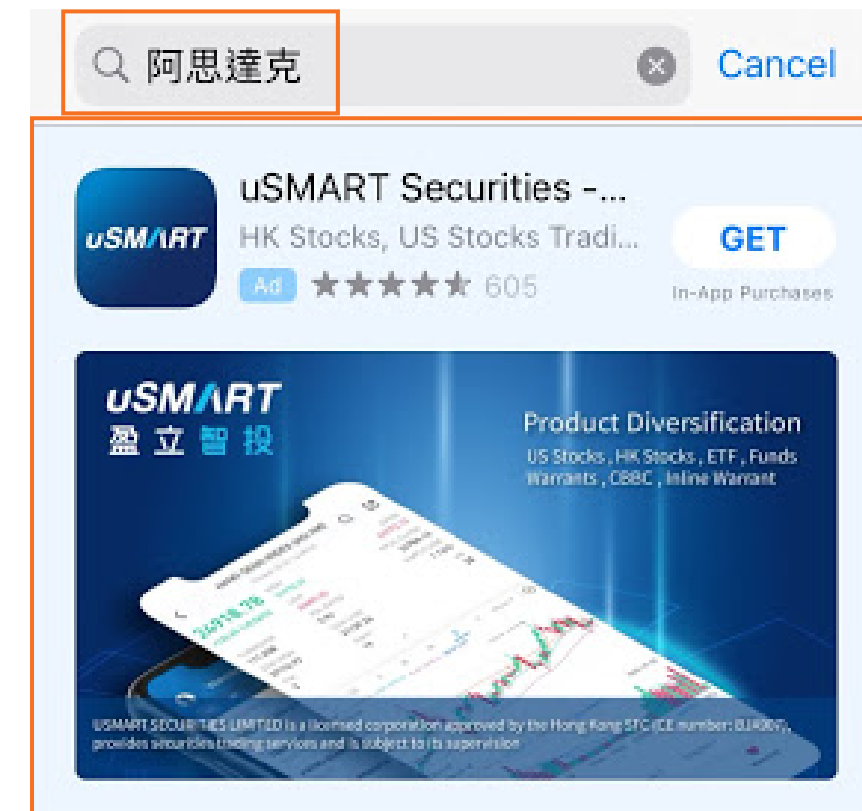 阿思達克
Cancel
uSMART
uSMART Securities -...
HK Stocks, US Stocks Tradi...
Ad
605
GET
In-App Purchases
uSMART
盈立智投
Product Diversification
US Stocks , HK Stocks , ETF , Funds
Warrants , CBBC , Inline Warrant
USMART SECURITIES LIMITED is a licensed corporation approved by the Hong Kong SFC (CE number: BJA907),
provides securities trading services and is subject to its supervision